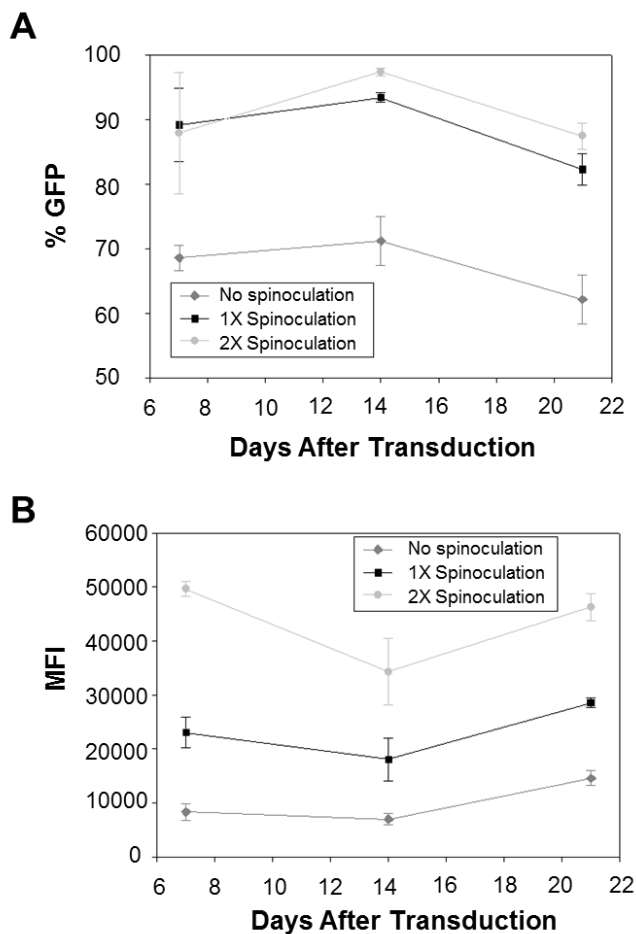 A
100
90
80
70
60
50
% GFP
No spinoculation
1X Spinoculation
2X Spinoculation
6 8 10 12 14 16 18 20 22
Days After Transduction
B
60000
50000
40000
30000
20000
10000
0
MFI
No spinoculation
1X Spinoculation
2X Spinoculation
6 8 10 12 14 16 18 20 22
Days After Transduction